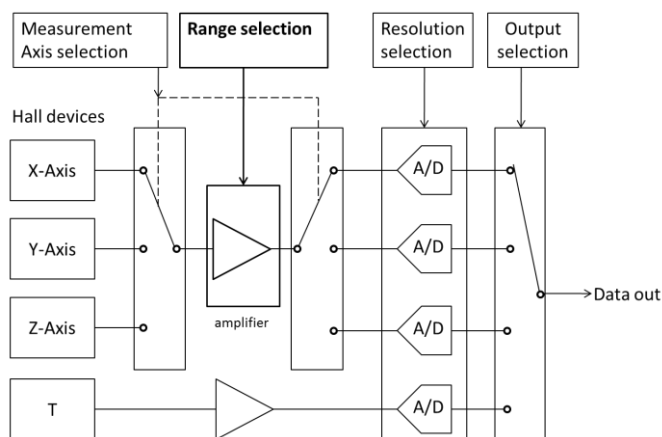 Measurement
Axis selection
Range selection
Resolution
selection
Output
selection
Hall devices
X-Axis
A/D
Y-Axis
A/D
Data out
Z-Axis
amplifier
A/D
T
A/D